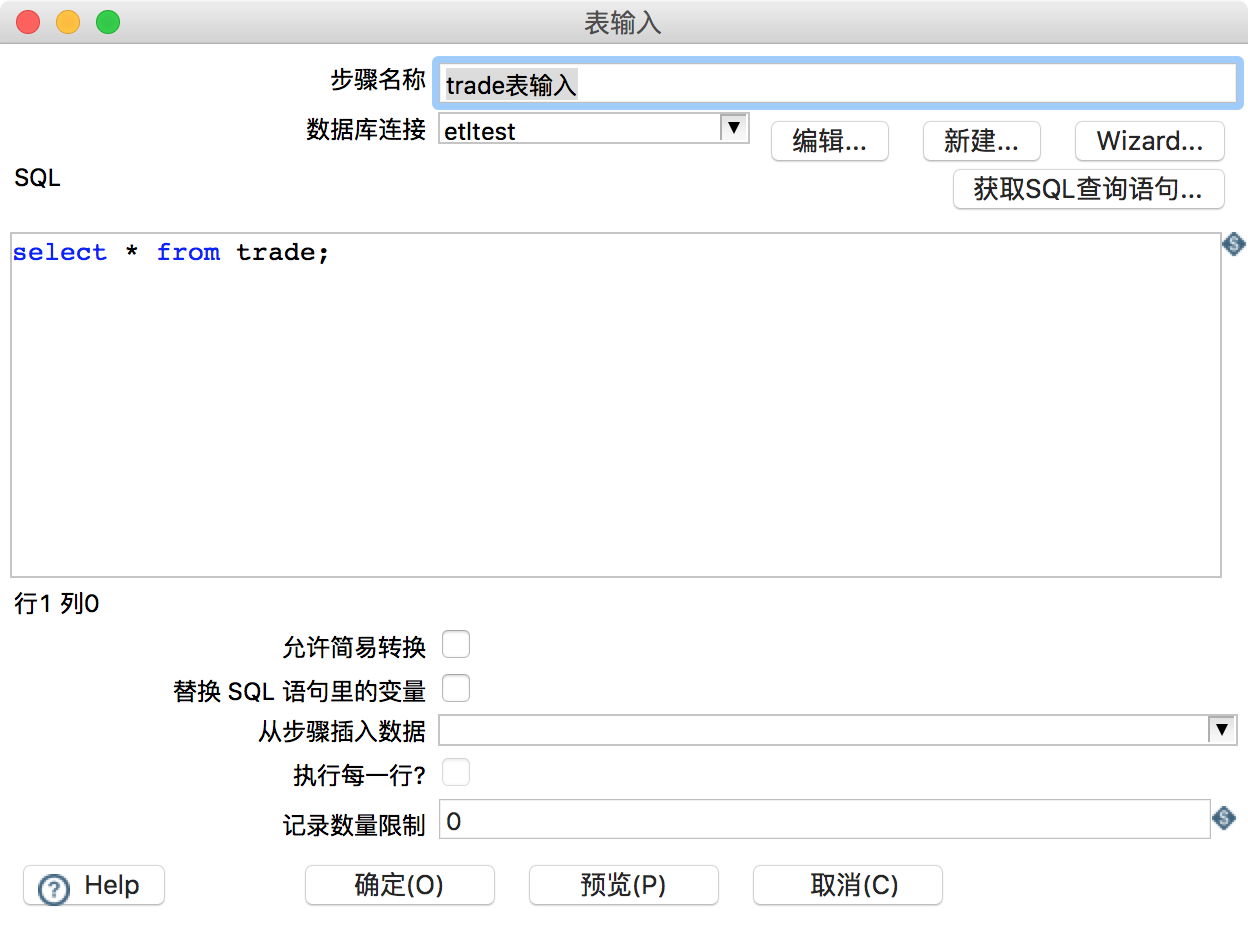 表输入
步骤名称 trade表输入
数据库连接 etltest 编辑... 新建... Wizard...
SQL 获取SQL查询语句...
select * from trade;
行1 列0
允许简易转换
替换 SQL 语句里的变量
从步骤插入数据
执行每一行?
记录数量限制 0
Help 确定(O) 预览(P) 取消(C)